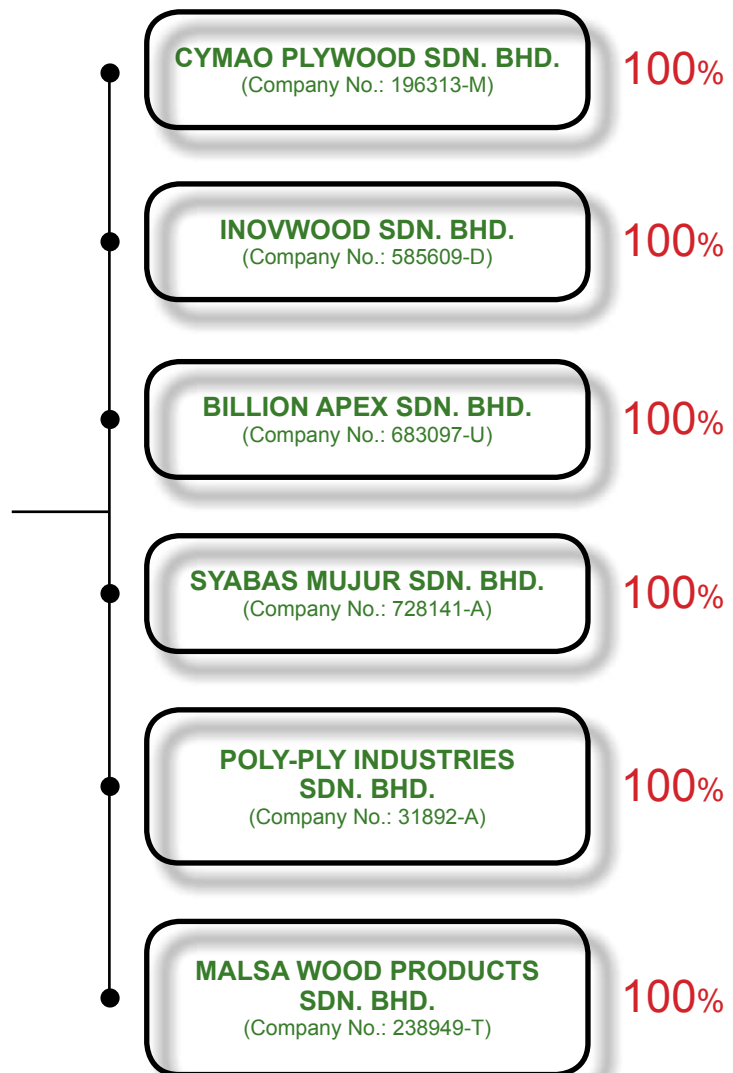 CYMAO PLYWOOD SDN. BHD.
(Company No.: 196313-M)
100%
INOVWOOD SDN. BHD.
(Company No.: 585609-D)
100%
BILLION APEX SDN. BHD.
(Company No.: 683097-U)
100%
SYABAS MUJUR SDN. BHD.
(Company No.: 728141-A)
100%
POLY-PLY INDUSTRIES
SDN. BHD.
(Company No.: 31892-A)
100%
MALSA WOOD PRODUCTS
SDN. BHD.
(Company No.: 238949-T)
100%